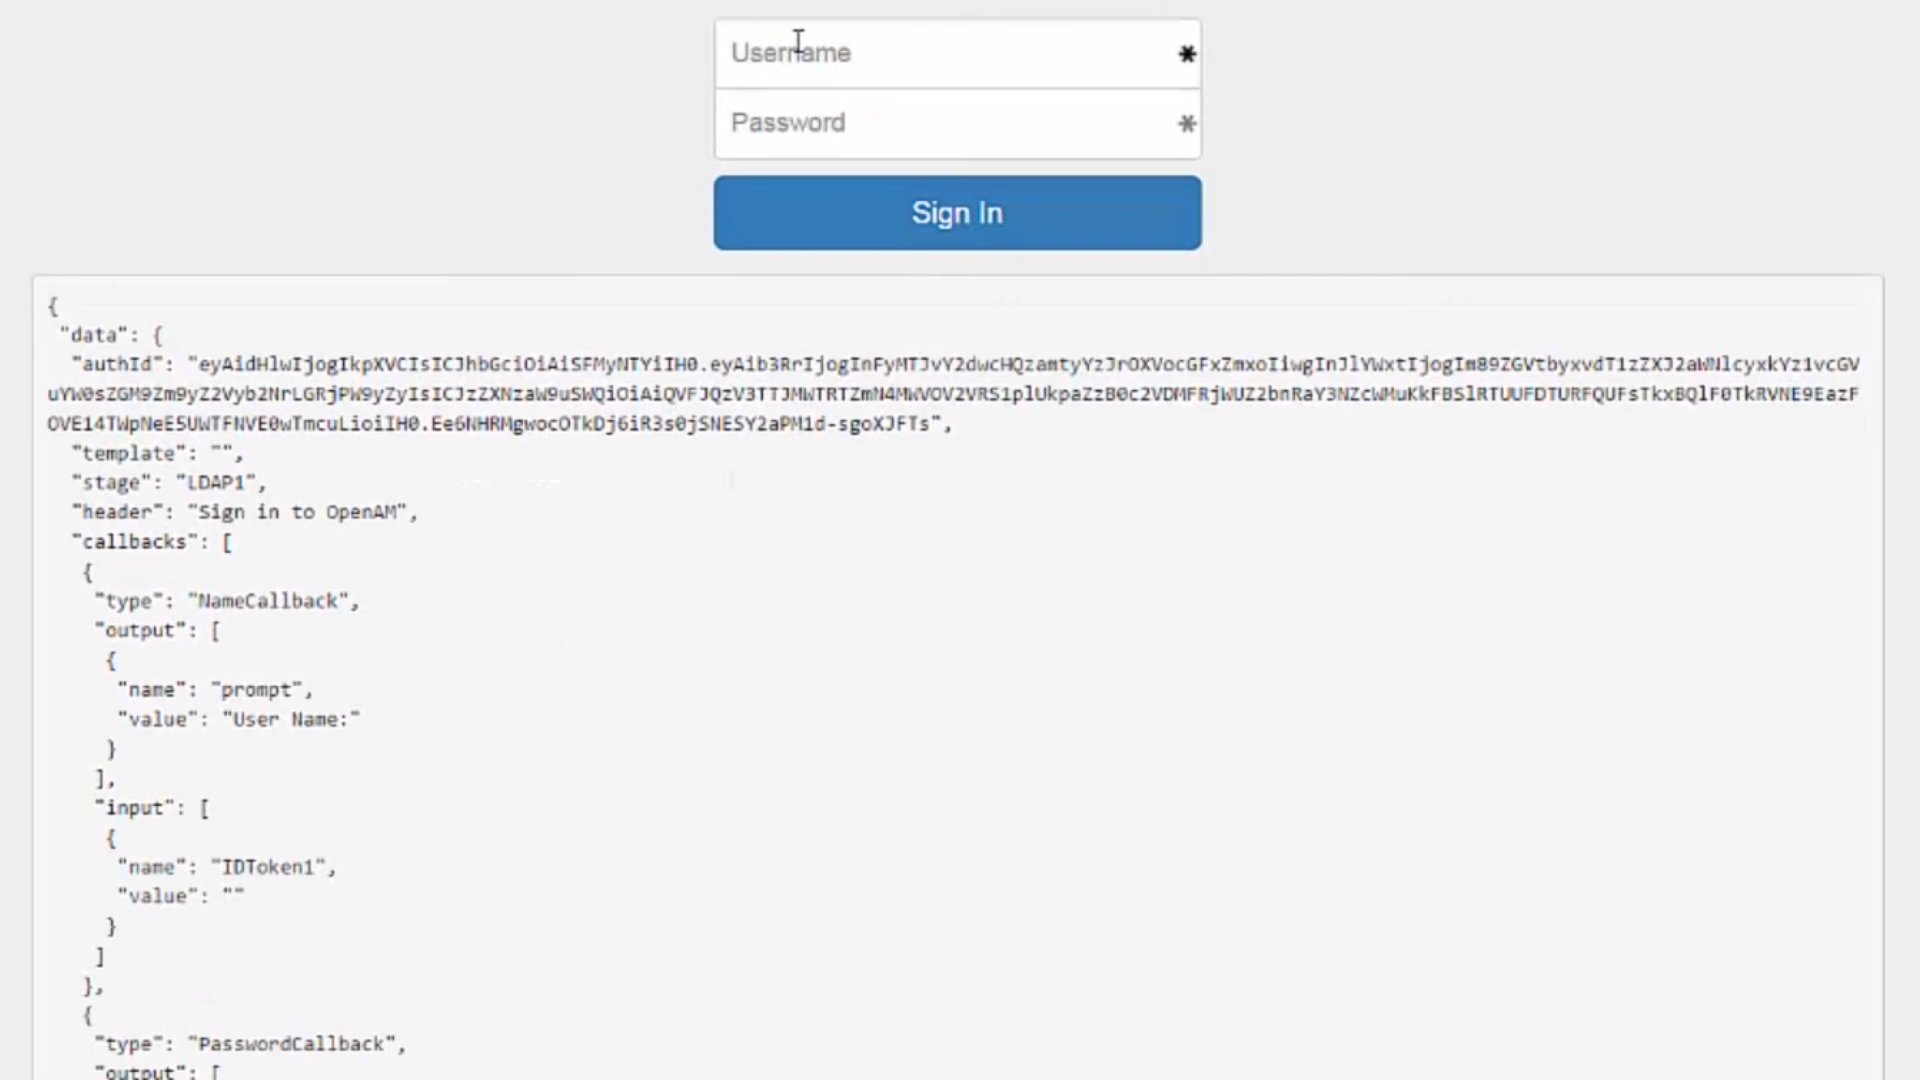 Username *
Password *
Sign In
{
"data": {
"authId": "eyAidHlwIjogIkpXVCIsICJhbGciOiAiSFMyNTYiIH0.eyAib3RrIjogInFyMTJvY2dwcHQzamtyYzJrOXVocGFxZmxoIiwgInJlYWxtIjogIm89ZGVtbyxvdT1zZXJ2aWNlcyxkYz1vcGV
uYW0sZGM9Zm9yZ2Vyb2NrLGRjPW9yZyIsICJzZXNzaW9uSWQiOiAiQVFJQzV3TTJMWTRTZmN4MWVOV2VRS1plUkpaZzB0c2VDMFRjWUZ2bnRaY3NZcWMuKkFBSlRTUUFDTURFQUFsTkxBQlF0TkRVNE9EazF
OVE14TWpNeE5UWTFNVE0wTmcuLioiIH0.Ee6NHRMgwocOTkDj6iR3s0jSNESY2aPM1d-sgoXJFTs",
"template": "",
"stage": "LDAP1",
"header": "Sign in to OpenAM",
"callbacks": [
{
"type": "NameCallback",
"output": [
{
"name": "prompt",
"value": "User Name:"
}
],
"input": [
{
"name": "IDToken1",
"value": ""
}
]
},
{
"type": "PasswordCallback",
"output": [